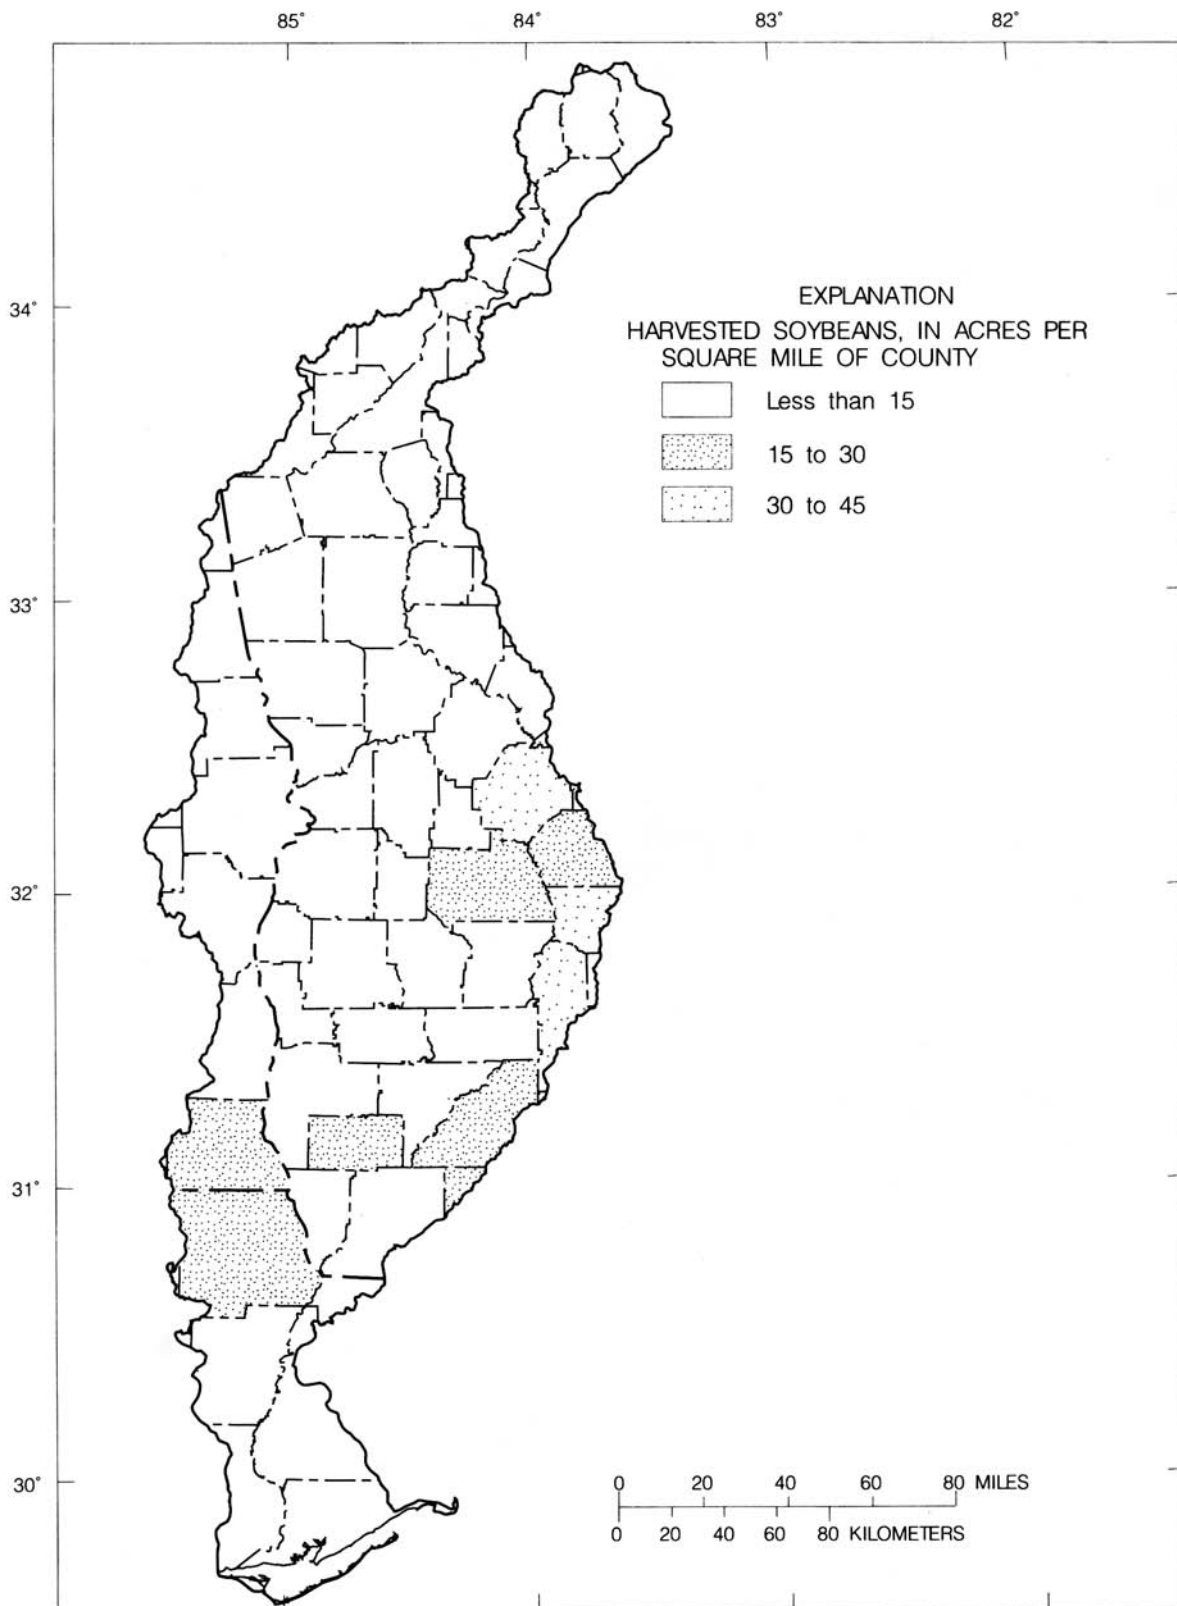 85° 84° 83° 82°
34°
33°
32°
31°
30°
EXPLANATION
HARVESTED SOYBEANS, IN ACRES PER
SQUARE MILE OF COUNTY
Less than 15
15 to 30
30 to 45
0 20 40 60 80 MILES
0 20 40 60 80 KILOMETERS